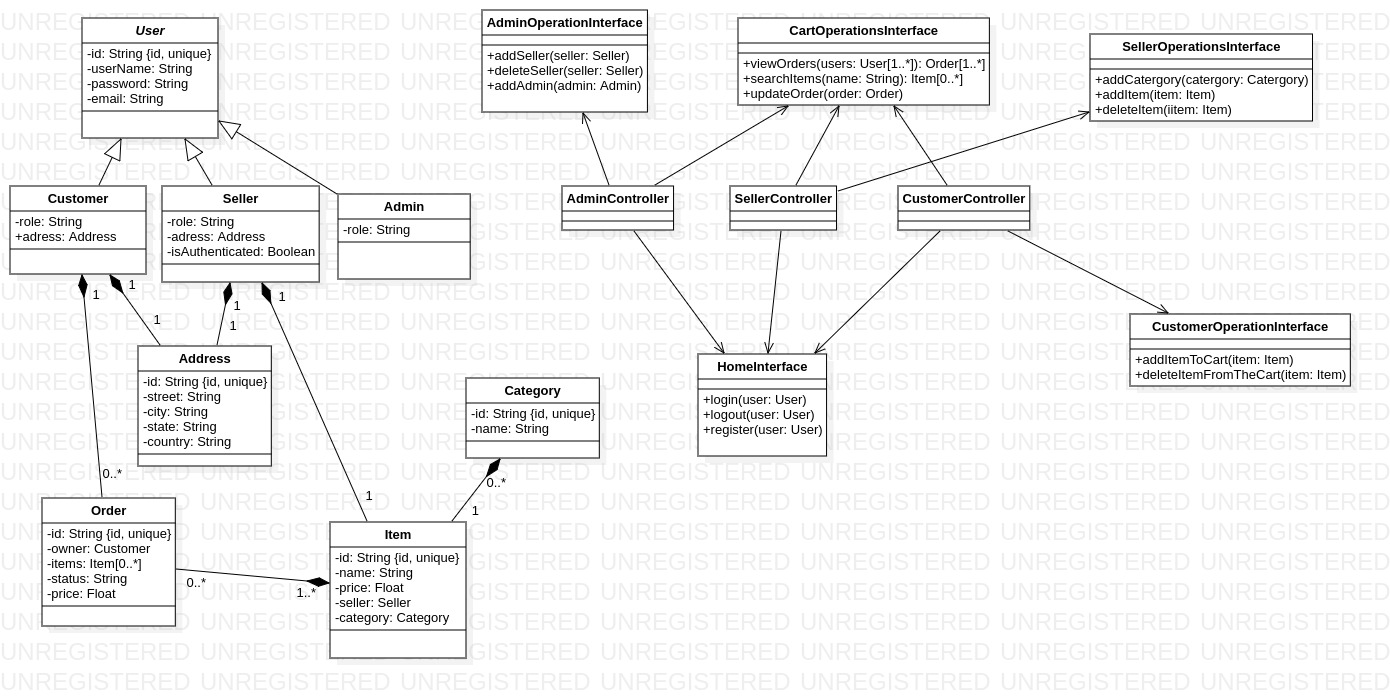 User
-id: String {id, unique}
-userName: String
-password: String
-email: String
AdminOperationInterface
+addSeller(seller: Seller)
+deleteSeller(seller: Seller)
+addAdmin(admin: Admin)
CartOperationsInterface
+viewOrders(users: User[1..*]): Order[1..*]
+searchItems(name: String): Item[0..*]
+updateOrder(order: Order)
SellerOperationsInterface
+addCatergory(catergory: Catergory)
+addItem(item: Item)
+deleteItem(iitem: Item)
Customer
-role: String
+adress: Address
Seller
-role: String
-adress: Address
-isAuthenticated: Boolean
Admin
-role: String
AdminController
SellerController
CustomerController
1
1
1
1
1
1
Address
-id: String {id, unique}
-street: String
-city: String
-state: String
-country: String
Category
-id: String {id, unique}
-name: String
HomeInterface
+login(user: User)
+logout(user: User)
+register(user: User)
CustomerOperationInterface
+addItemToCart(item: Item)
+deleteItemFromTheCart(item: Item)
0..*
0..*
1
1
Order
-id: String {id, unique}
-owner: Customer
-items: Item[0..*]
-status: String
-price: Float
0..*
1..*
Item
-id: String {id, unique}
-name: String
-price: Float
-seller: Seller
-category: Category
UNREGISTERED